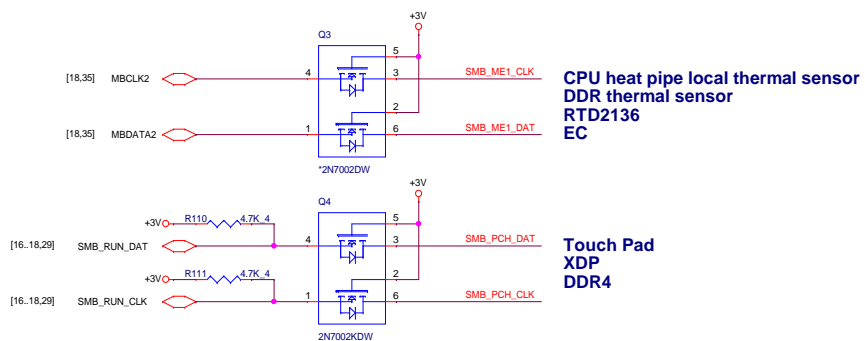 +3V
Q3
5
[18,35] MBCLK2 4 3 SMB_ME1_CLK
2
[18,35] MBDATA2 1 6 SMB_ME1_DAT
*2N7002DW
CPU heat pipe local thermal sensor
DDR thermal sensor
RTD2136
EC
+3V
Q4
+3V R110 4.7K_4
5
[16..18,29] SMB_RUN_DAT 4 3 SMB_PCH_DAT
+3V R111 4.7K_4
2
[16..18,29] SMB_RUN_CLK 1 6 SMB_PCH_CLK
2N7002KDW
Touch Pad
XDP
DDR4